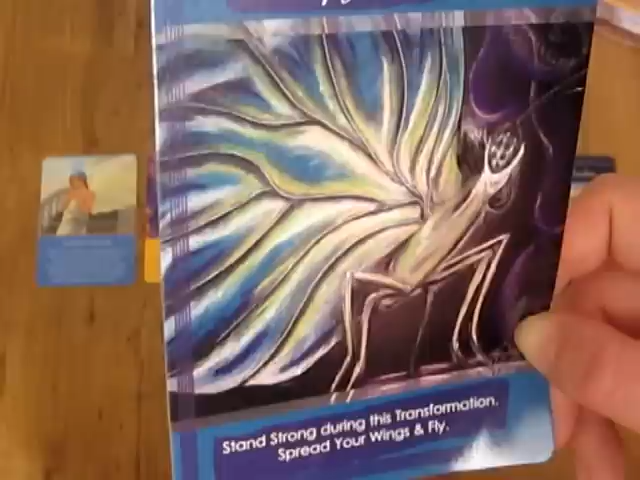 Stand Strong during this Transformation.
Spread Your Wings & Fly.